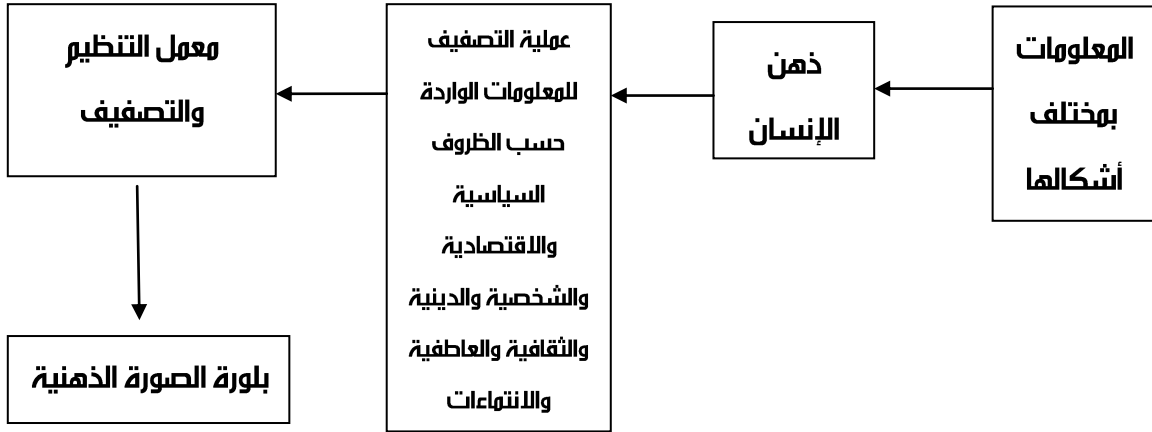 المعلومات
بمختلف
أشكالها
ذهن
الإنسان
عملية التصفيف
للمعلومات الواردة
حسب الظروف
السياسية
والاقتصادية
والشخصية والدينية
والثقافية والعاطفية
والانتماءات
معمل التنظيم
والتصفيف
بلورة الصورة الذهنية